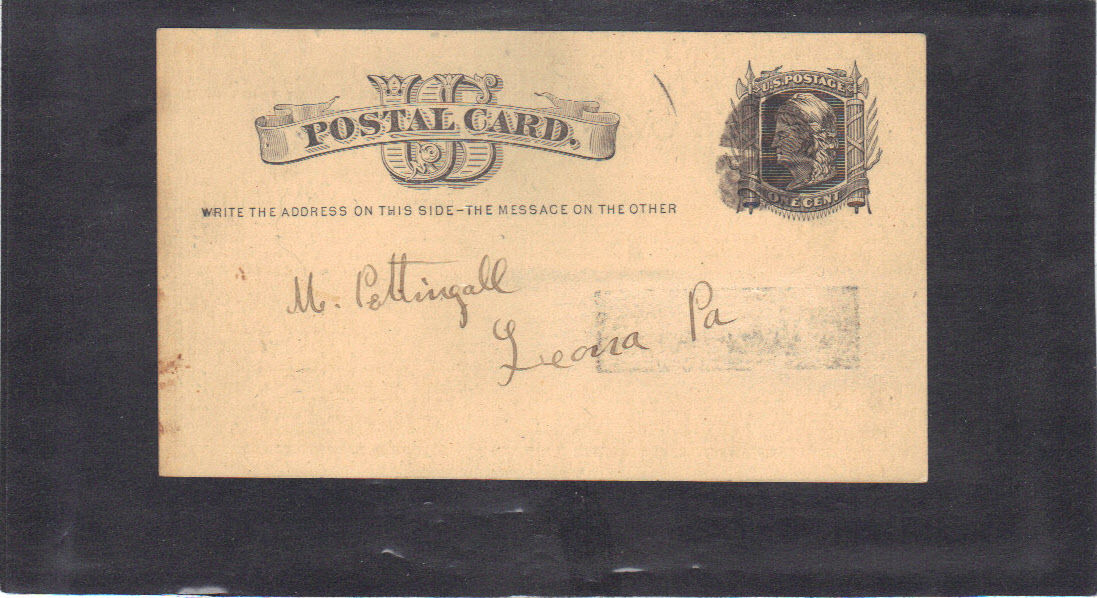 US
POSTAL CARD.
U.S. POSTAGE
ONE CENT
WRITE THE ADDRESS ON THIS SIDE–THE MESSAGE ON THE OTHER
M. Pettingall
Leona Pa